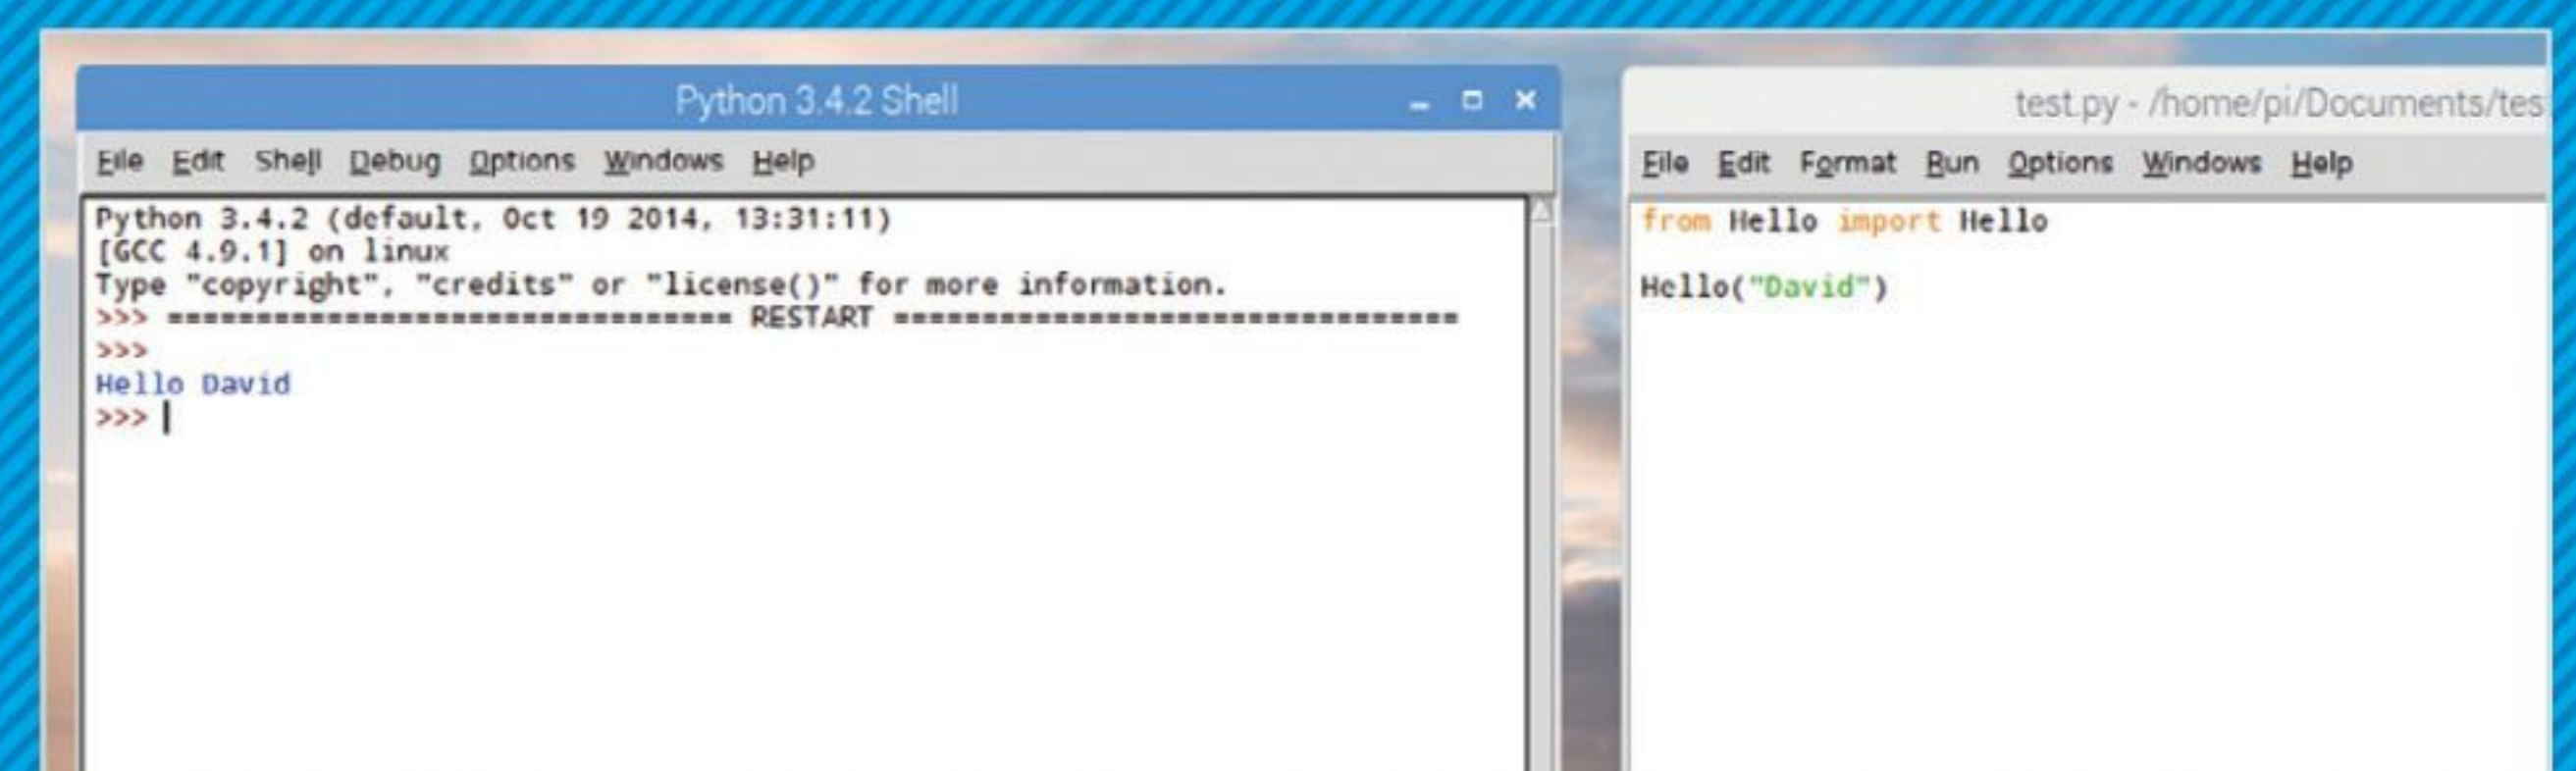 Python 3.4.2 Shell
File Edit Shell Debug Options Windows Help
Python 3.4.2 (default, Oct 19 2014, 13:31:11)
[GCC 4.9.1] on linux
Type "copyright", "credits" or "license()" for more information.
>>> ================================ RESTART ================================
>>>
Hello David
>>>
test.py - /home/pi/Documents/tes
File Edit Format Run Options Windows Help
from Hello import Hello
Hello("David")